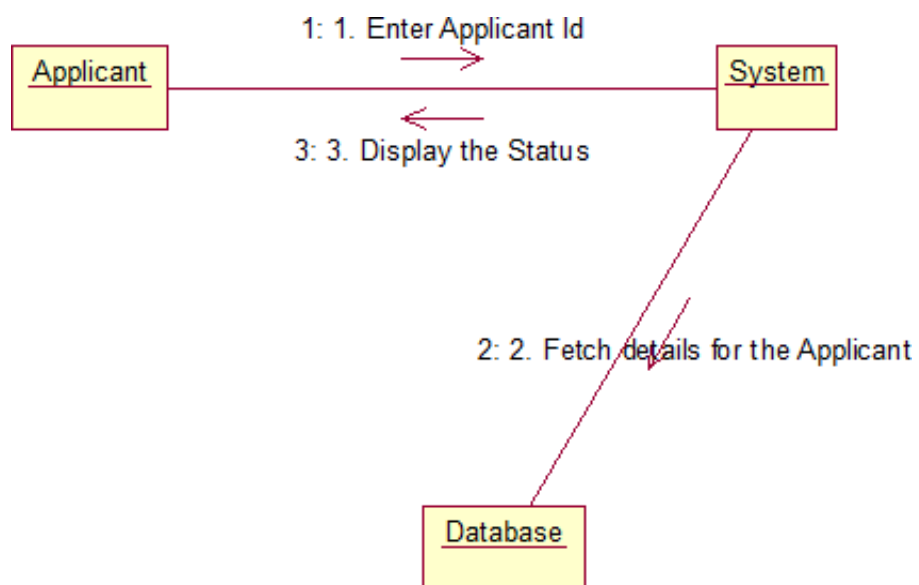 1: 1. Enter Applicant Id
Applicant
System
3: 3. Display the Status
2: 2. Fetch details for the Applicant
Database